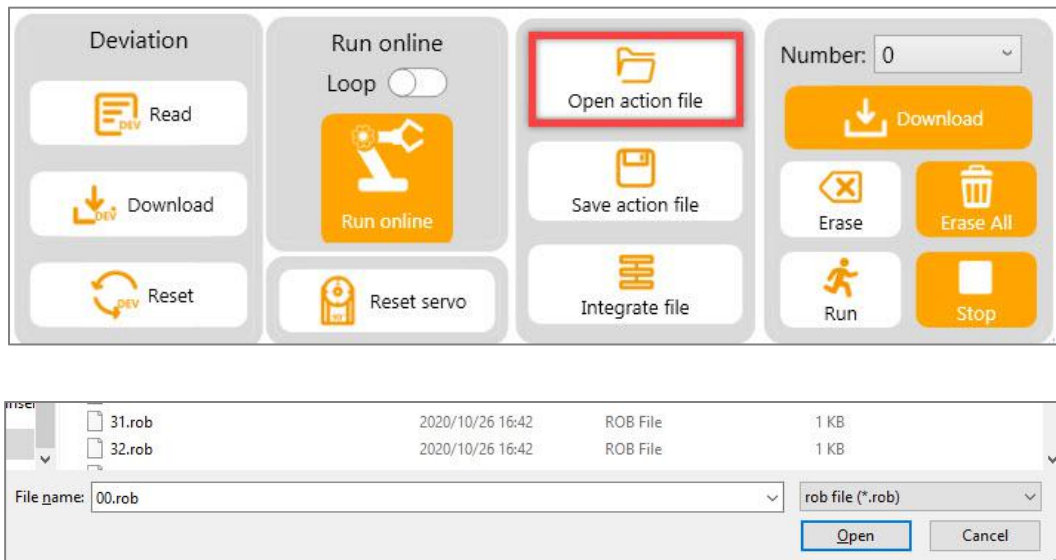 Deviation
Read
Download
Reset
Run online
Loop
Run online
Reset servo
Open action file
Save action file
Integrate file
Number: 0
Download
Erase
Erase All
Run
Stop
31.rob 2020/10/26 16:42 ROB File 1 KB
32.rob 2020/10/26 16:42 ROB File 1 KB
File name: 00.rob rob file (*.rob)
Open Cancel